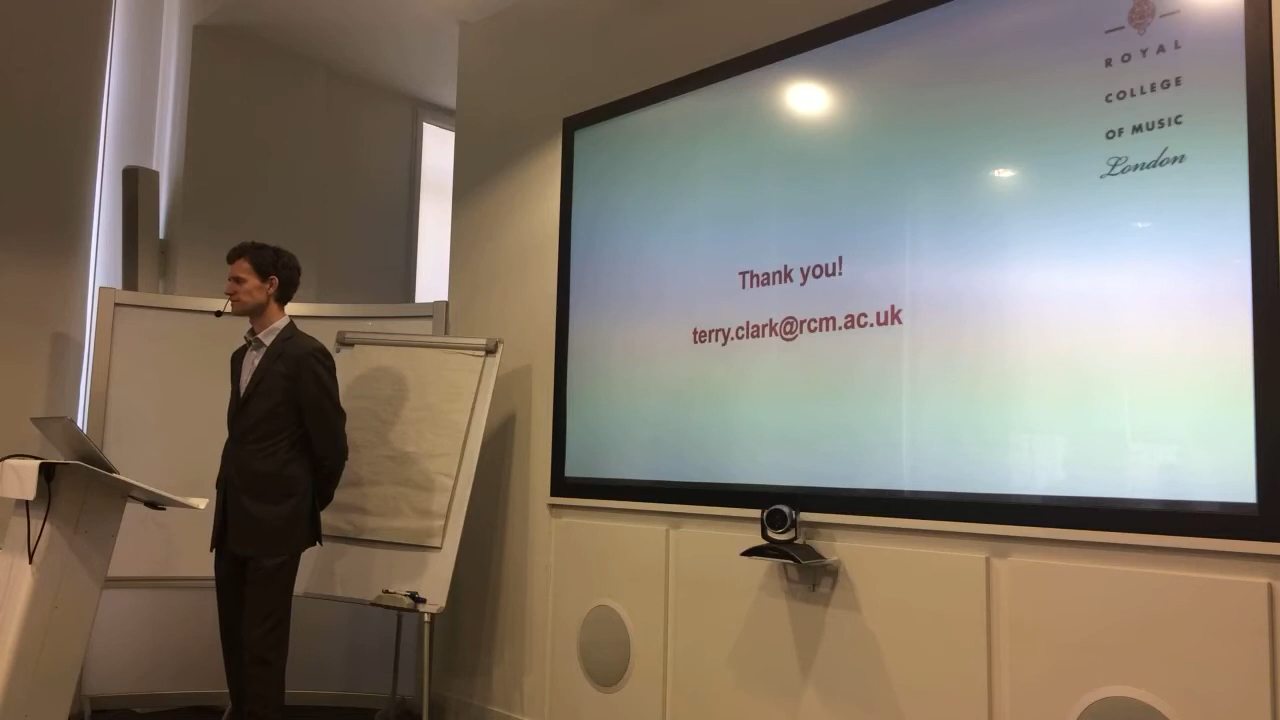 ROYAL
COLLEGE
OF MUSIC
London
Thank you!
terry.clark@rcm.ac.uk